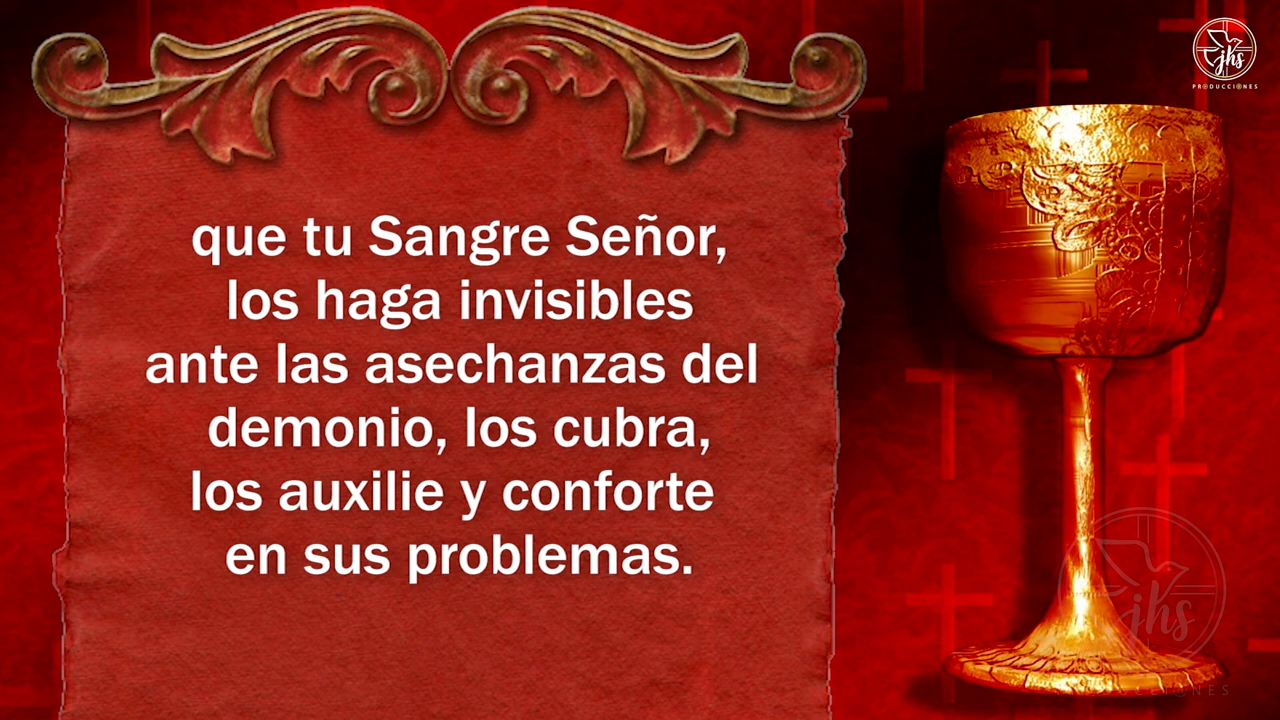 que tu Sangre Señor,
los haga invisibles
ante las asechanzas del
demonio, los cubra,
los auxilie y conforte
en sus problemas.
jhs
PRODUCCIONES
jhs